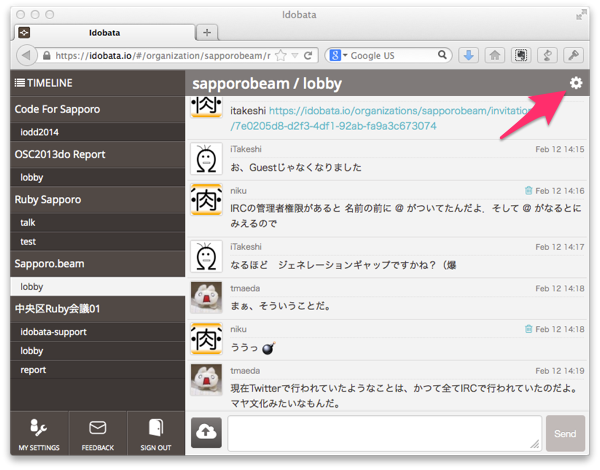 Idobata
Idobata
https://idobata.io/#/organization/sapporobeam/r
Google US
TIMELINE
sapporobeam / lobby
Code For Sapporo
lodd2014
OSC2013do Report
lobby
Ruby Sapporo
talk
test
Sapporo.beam
lobby
中央区Ruby会議01
idobata-support
lobby
report
MY SETTINGS
FEEDBACK
SIGN OUT
肉
itakeshi https://idobata.io/organizations/sapporobeam/invitation
/7e0205d8-d2f3-4df1-92ab-fa9a3c673074
iTakeshi Feb 12 14:15
お、Guestじゃなくなりました
肉
niku Feb 12 14:16
IRCの管理者権限があると 名前の前に @ がついてたんだよ．そして @ がなるとに
みえるので
iTakeshi Feb 12 14:17
なるほど　ジェネレーションギャップですかね？（爆
tmaeda Feb 12 14:18
まぁ、そういうことだ。
肉
niku Feb 12 14:18
ううっ
tmaeda Feb 12 14:19
現在Twitterで行われていたようなことは、かつて全てIRCで行われていたのだよ。
マヤ文化みたいなもんだ。
Send